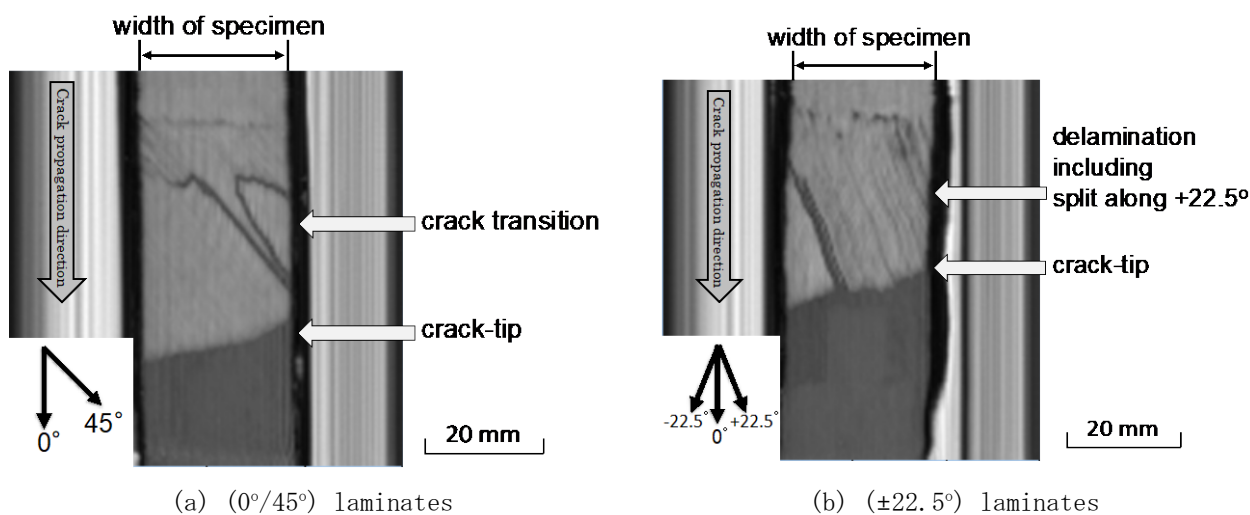 width of specimen
Crack propagation direction
crack transition
crack-tip
0°
45°
20 mm
(a) (0°/45°) laminates
width of specimen
Crack propagation direction
delamination
including
split along +22.5°
crack-tip
-22.5°
0°
+22.5°
20 mm
(b) (±22.5°) laminates